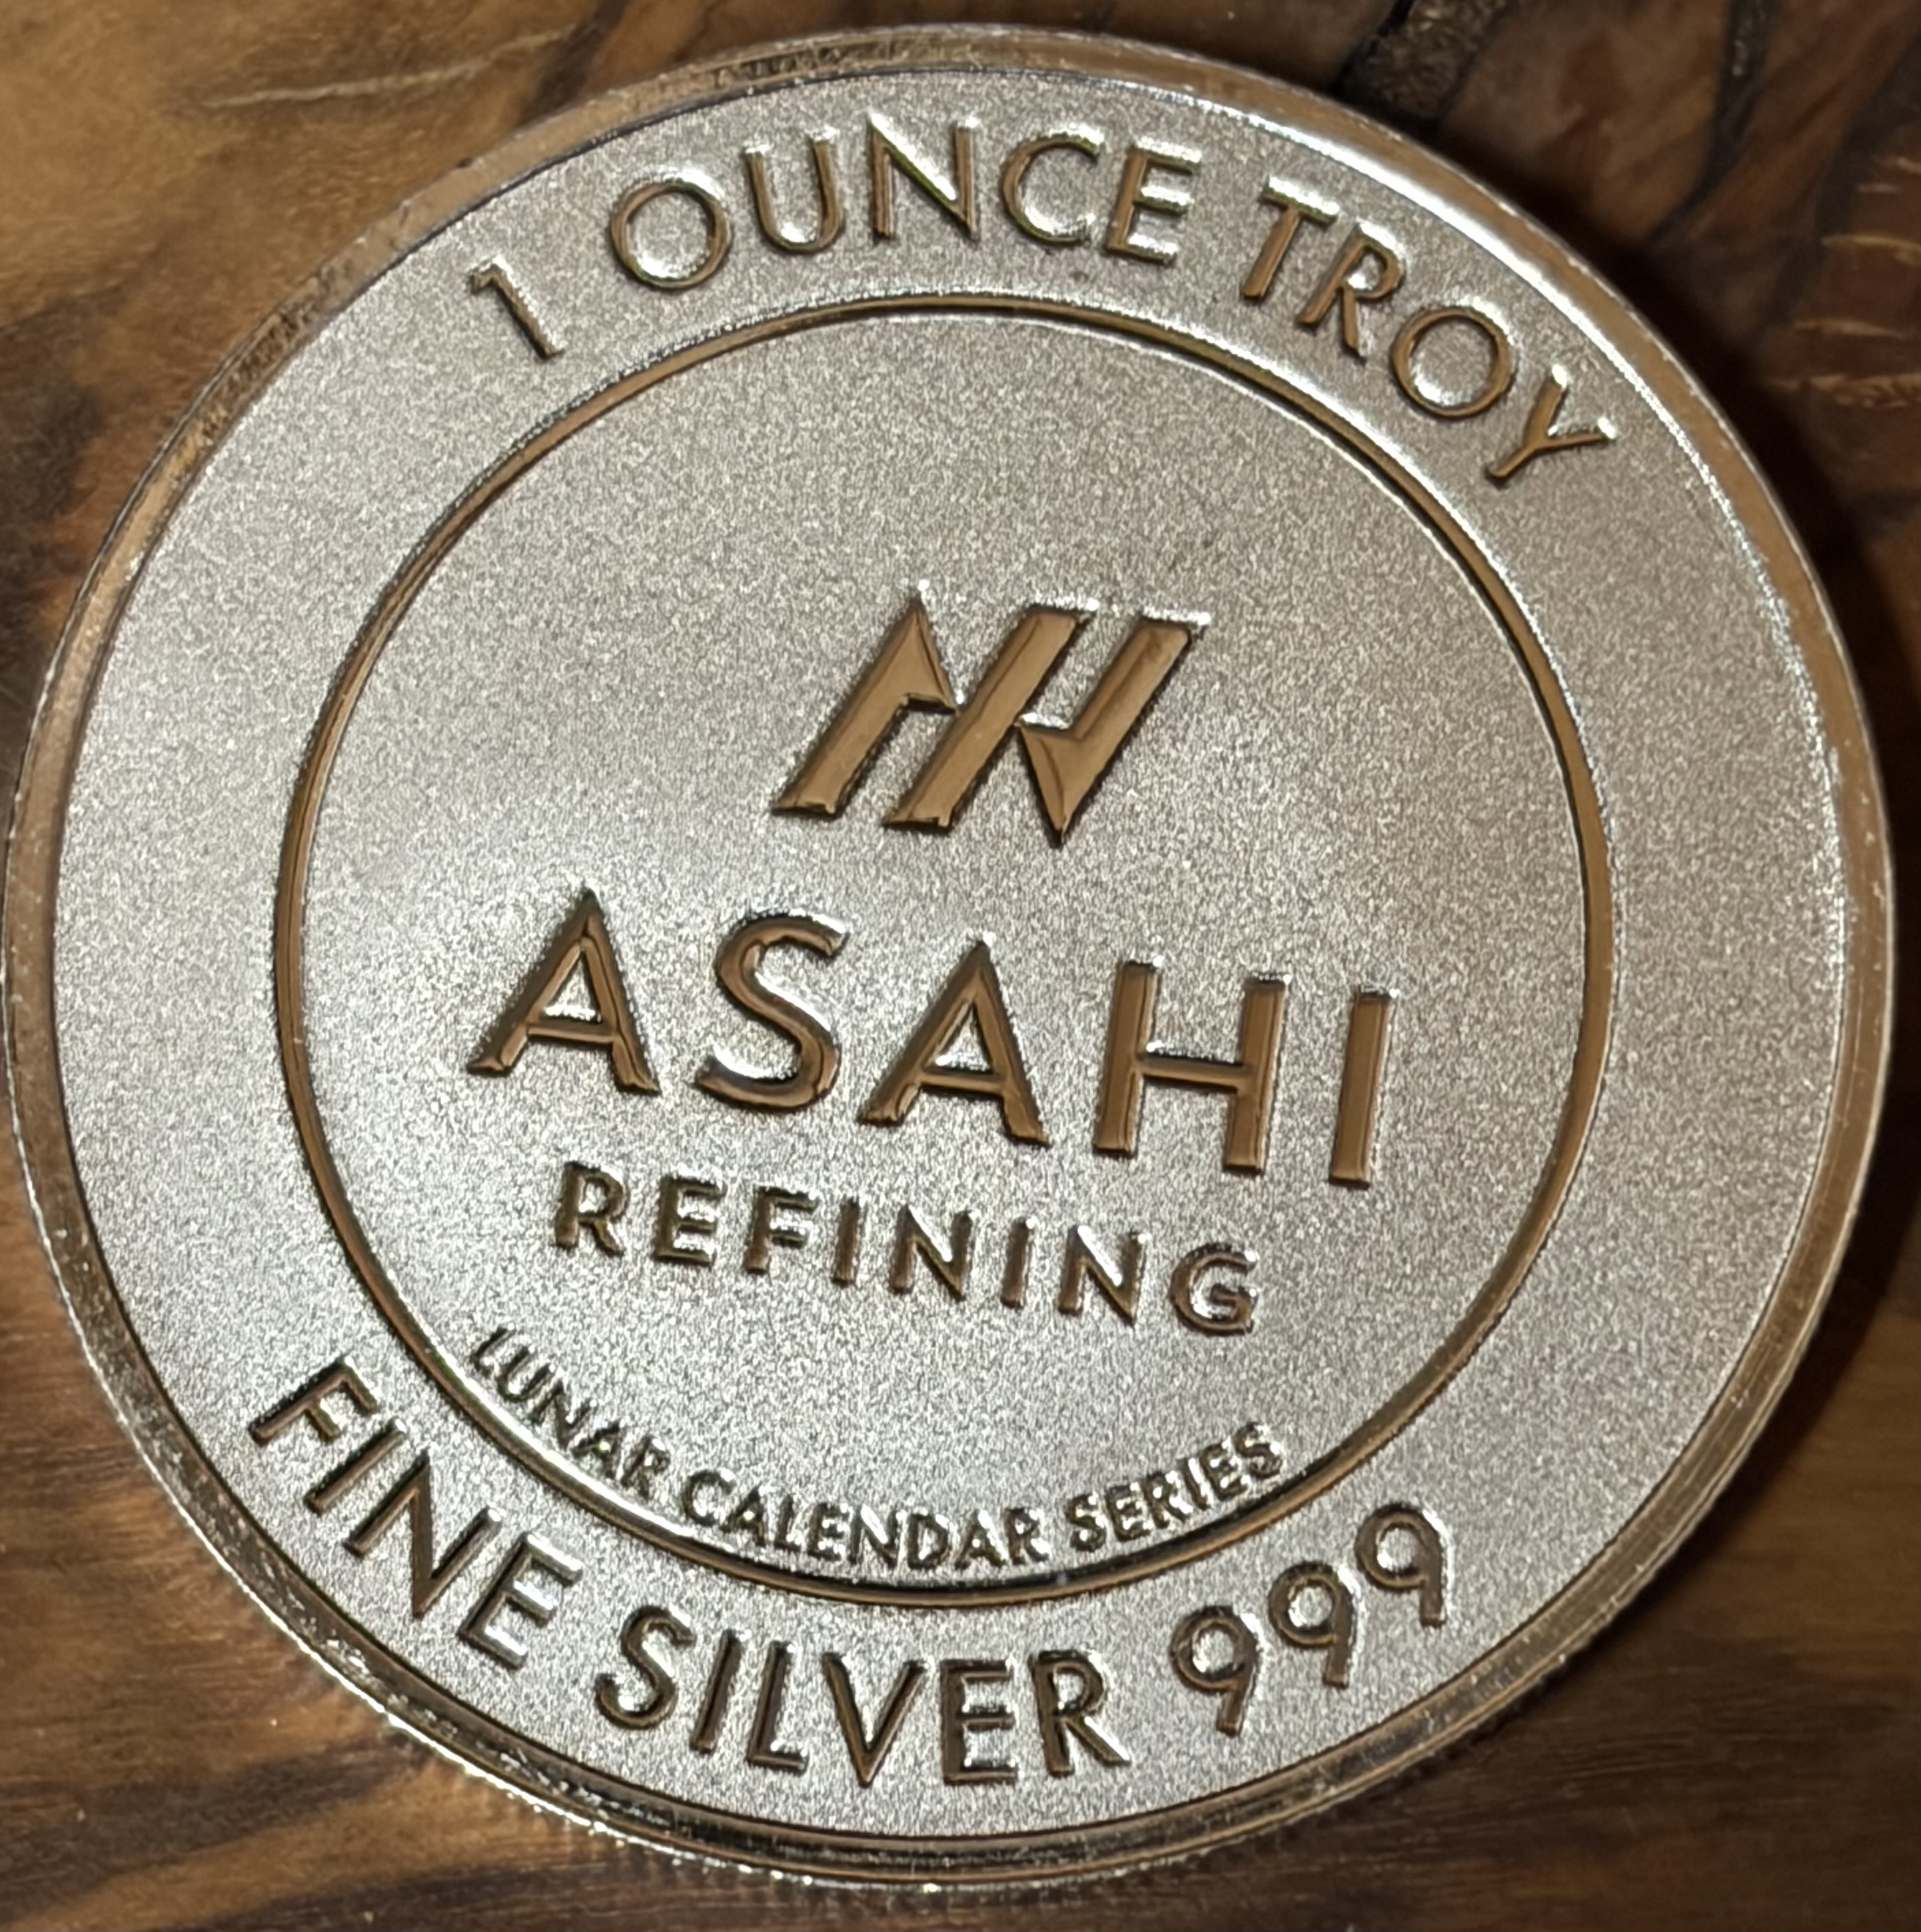 1 OUNCE TROY
ASAHI
REFINING
LUNAR CALENDAR SERIES
FINE SILVER 999